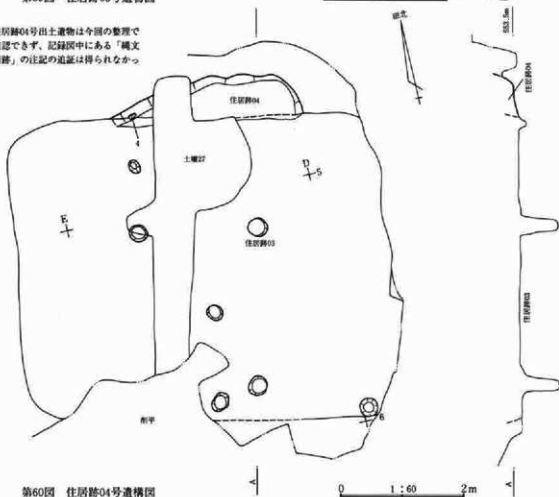 住居跡04号出土遺物は今回の整理で
認できず、記録図中にある「縄文
跡」の注記の追証は得られなかっ
磁北
553.5m
住居跡04
住居跡04
4
土壙27
D
5
E
住居跡03
住居跡03
6
削平
A
A
第60図 住居跡04号遺構図
0 1:60 2m